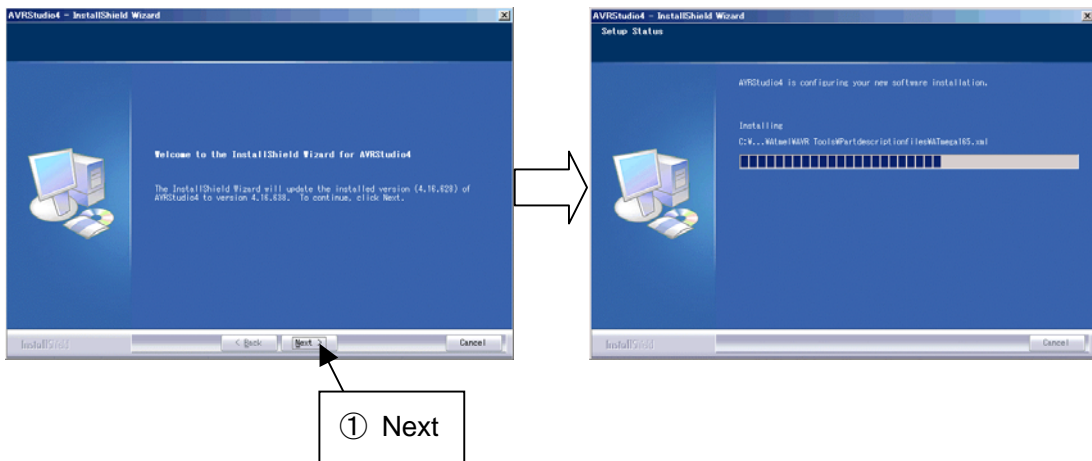 AVRStudio4 - InstallShield Wizard
Welcome to the InstallShield Wizard for AVRStudio4
The InstallShield Wizard will update the installed version (4.16.628) of
AVRStudio4 to version 4.16.638. To continue, click Next.
InstallShield
< Back
Next >
Cancel
① Next
AVRStudio4 - InstallShield Wizard
Setup Status
AVRStudio4 is configuring your new software installation.
Installing
C:¥...¥Atmel¥AVR Tools¥Partdescriptionfiles¥ATmega165.xml
InstallShield
Cancel